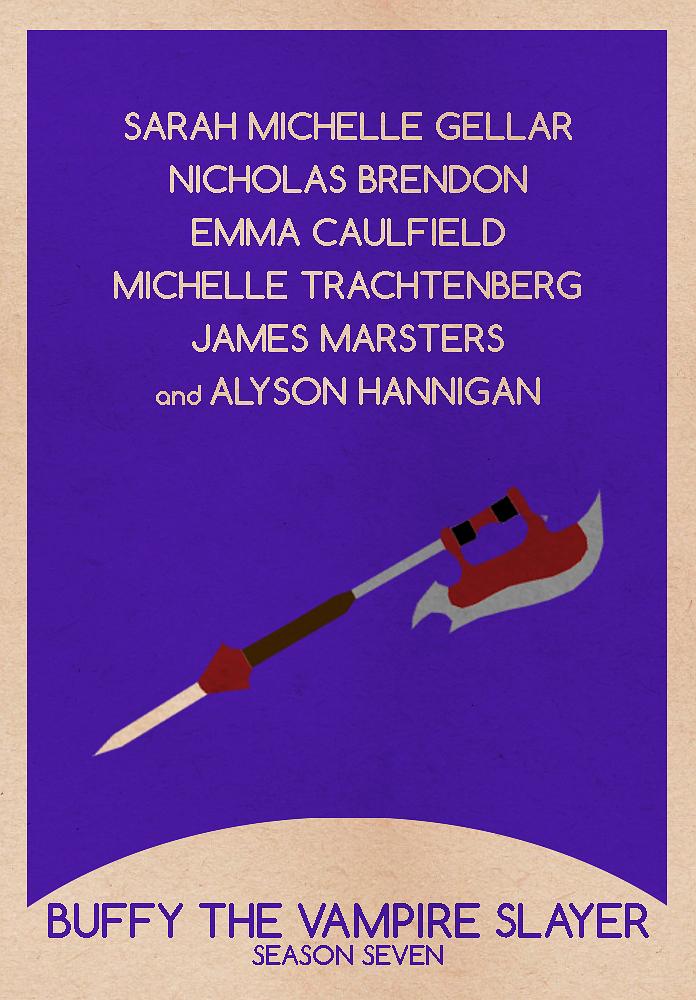 SARAH MICHELLE GELLAR
NICHOLAS BRENDON
EMMA CAULFIELD
MICHELLE TRACHTENBERG
JAMES MARSTERS
and ALYSON HANNIGAN
BUFFY THE VAMPIRE SLAYER
SEASON SEVEN